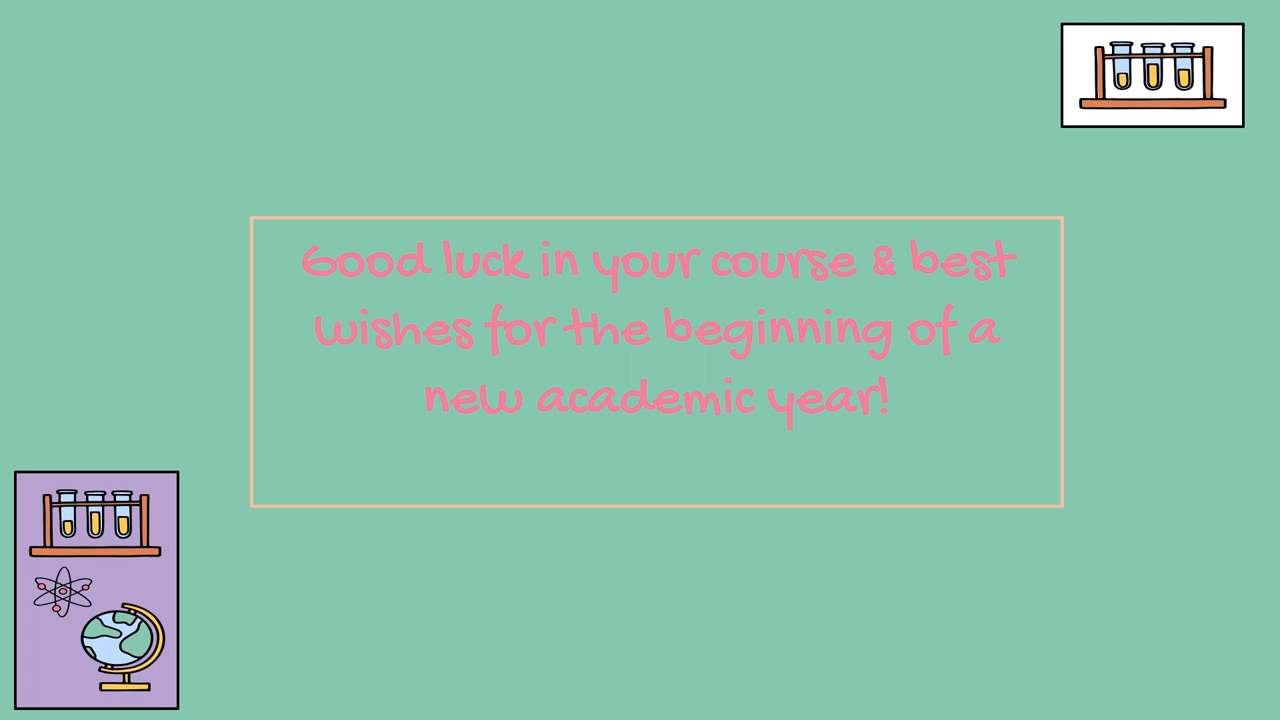 Good luck in your course & best
wishes for the beginning of a
new academic year!